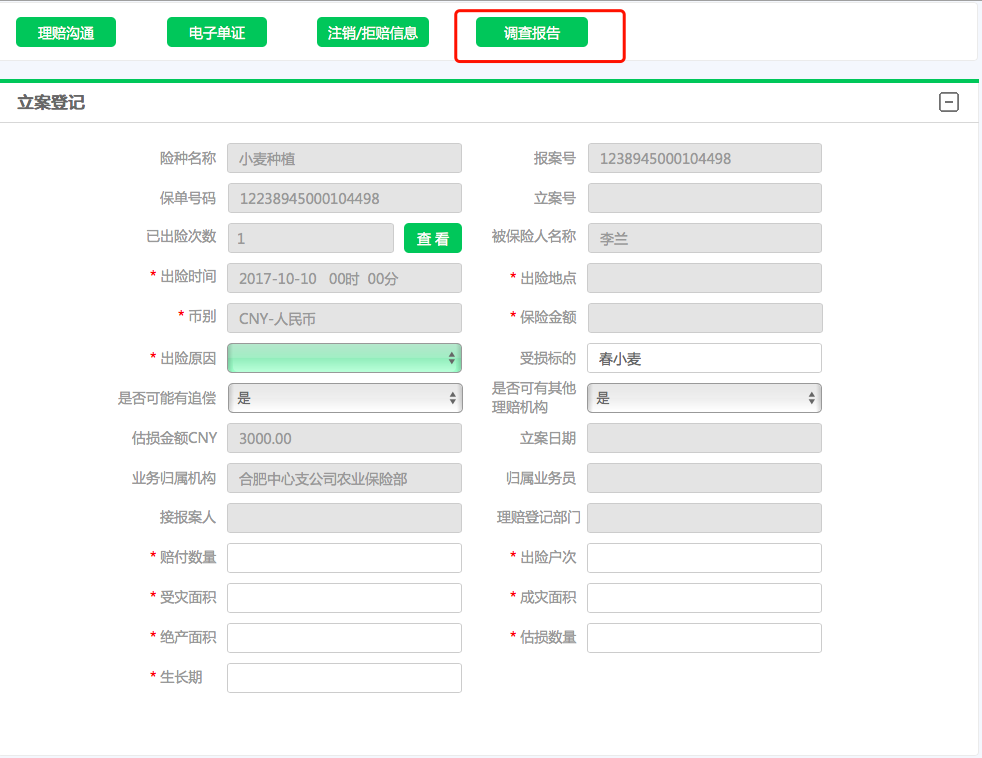 理赔沟通 电子单证 注销/拒赔信息 调查报告
立案登记
险种名称 小麦种植 报案号 1238945000104498
保单号码 12238945000104498 立案号
已出险次数 1 查看 被保险人名称 李兰
* 出险时间 2017-10-10 00时 00分 * 出险地点
* 币别 CNY-人民币 * 保险金额
* 出险原因 受损标的 春小麦
是否可能有追偿 是 是否可有其他
理赔机构 是
估损金额CNY 3000.00 立案日期
业务归属机构 合肥中心支公司农业保险部 归属业务员
接报案人 理赔登记部门
* 赔付数量 * 出险户次
* 受灾面积 * 成灾面积
* 绝产面积 * 估损数量
* 生长期